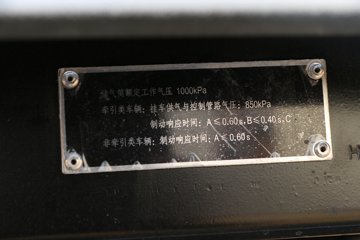 储气筒额定工作气压 1000kPa
牵引类车辆：挂车供气与控制管路气压：850kPa
制动响应时间：A≤0.60s,B≤0.40s,C
非牵引类车辆：制动响应时间：A≤0.60s
H